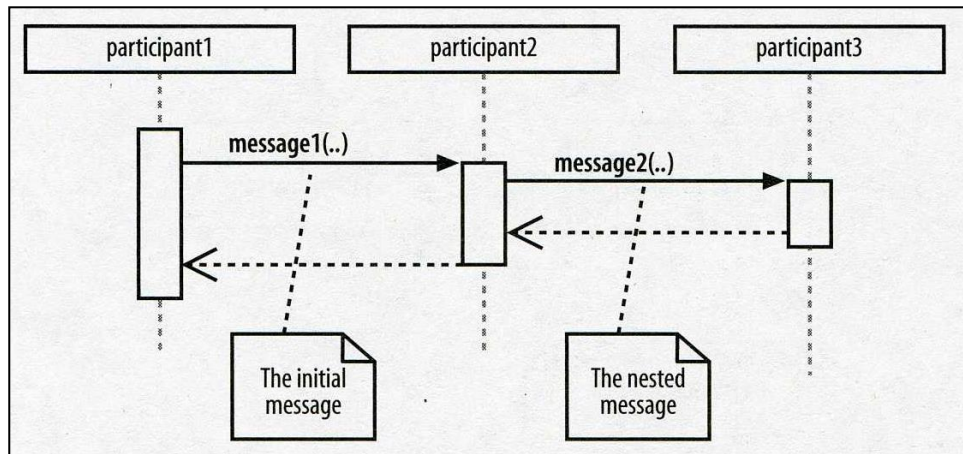 participant1
participant2
participant3
message1(..)
message2(..)
The initial
message
The nested
message